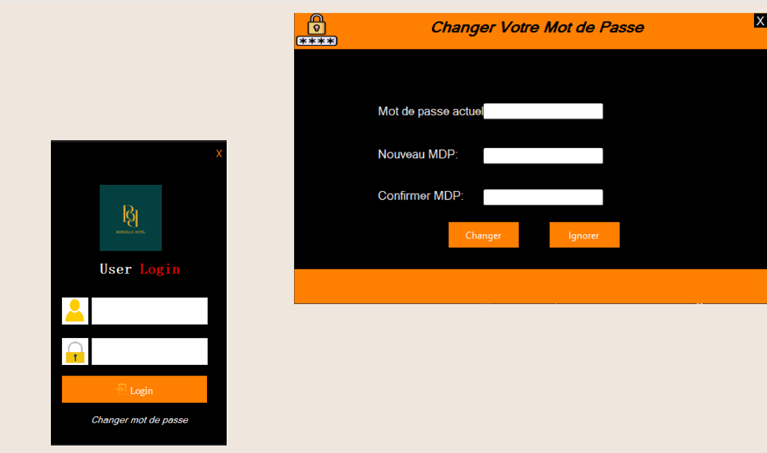 X
User Login
Login
Changer mot de passe
****
Changer Votre Mot de Passe
X
Mot de passe actuel
Nouveau MDP:
Confirmer MDP:
Changer
Ignorer